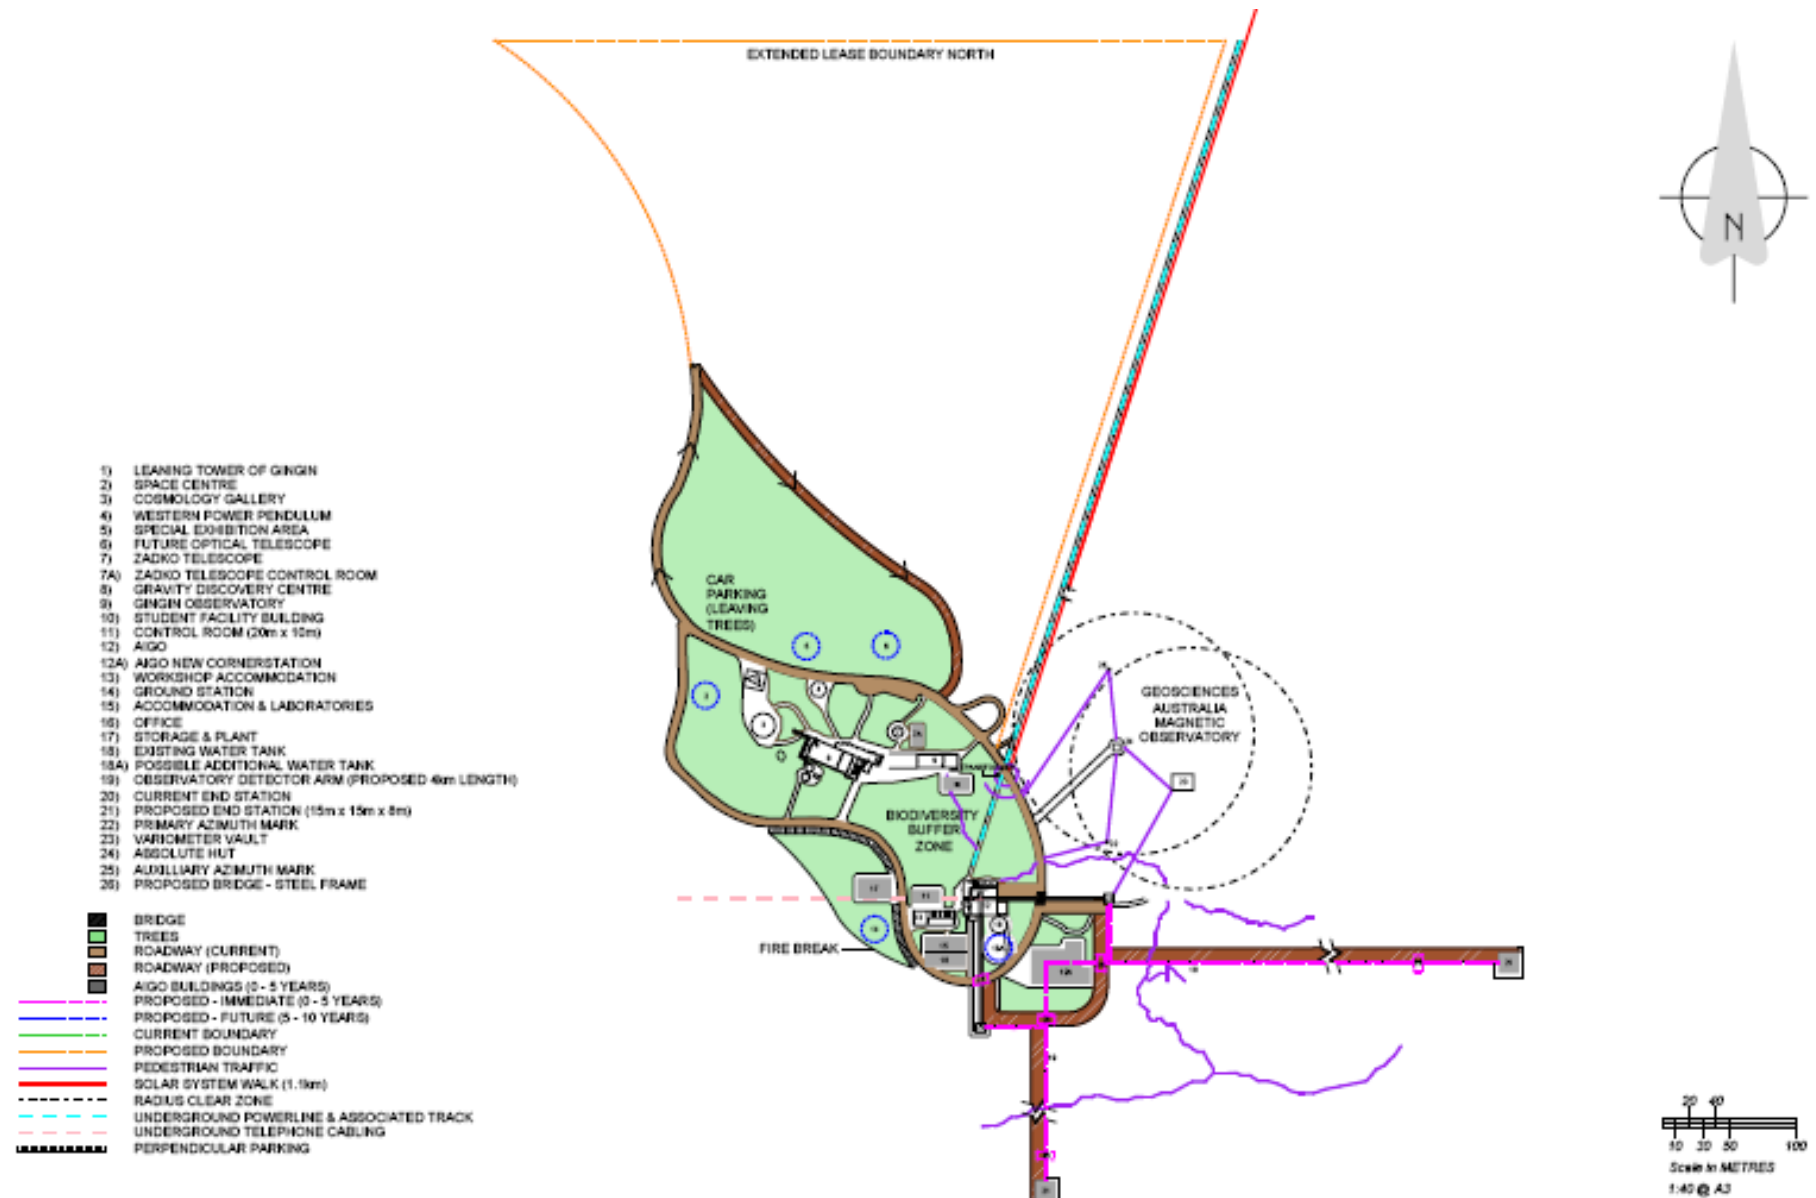 EXTENDED LEASE BOUNDARY NORTH
N
1) LEANING TOWER OF GINGIN
2) SPACE CENTRE
3) COSMOLOGY GALLERY
4) WESTERN POWER PENDULUM
5) SPECIAL EXHIBITION AREA
6) FUTURE OPTICAL TELESCOPE
7) ZADKO TELESCOPE
7A) ZADKO TELESCOPE CONTROL ROOM
8) GRAVITY DISCOVERY CENTRE
9) GINGIN OBSERVATORY
10) STUDENT FACILITY BUILDING
11) CONTROL ROOM (20m x 10m)
12) AIGO
12A) AIGO NEW CORNERSTATION
13) WORKSHOP ACCOMMODATION
14) GROUND STATION
15) ACCOMMODATION & LABORATORIES
16) OFFICE
17) STORAGE & PLANT
18) EXISTING WATER TANK
18A) POSSIBLE ADDITIONAL WATER TANK
19) OBSERVATORY DETECTOR ARM (PROPOSED 4km LENGTH)
20) CURRENT END STATION
21) PROPOSED END STATION (15m x 15m x 8m)
22) PRIMARY AZIMUTH MARK
23) VARIOMETER VAULT
24) ABSOLUTE HUT
25) AUXILLIARY AZIMUTH MARK
26) PROPOSED BRIDGE - STEEL FRAME
BRIDGE
TREES
ROADWAY (CURRENT)
ROADWAY (PROPOSED)
AIGO BUILDINGS (0 - 5 YEARS)
PROPOSED - IMMEDIATE (0 - 5 YEARS)
PROPOSED - FUTURE (5 - 10 YEARS)
CURRENT BOUNDARY
PROPOSED BOUNDARY
PEDESTRIAN TRAFFIC
SOLAR SYSTEM WALK (1.1km)
RADIUS CLEAR ZONE
UNDERGROUND POWERLINE & ASSOCIATED TRACK
UNDERGROUND TELEPHONE CABLING
PERPENDICULAR PARKING
CAR
PARKING
(LEAVING
TREES)
GEOSCIENCES
AUSTRALIA
MAGNETIC
OBSERVATORY
BIODIVERSITY
BUFFER
ZONE
FIRE BREAK
20 40
10 30 50 100
Scale in METRES
1:40 @ A3